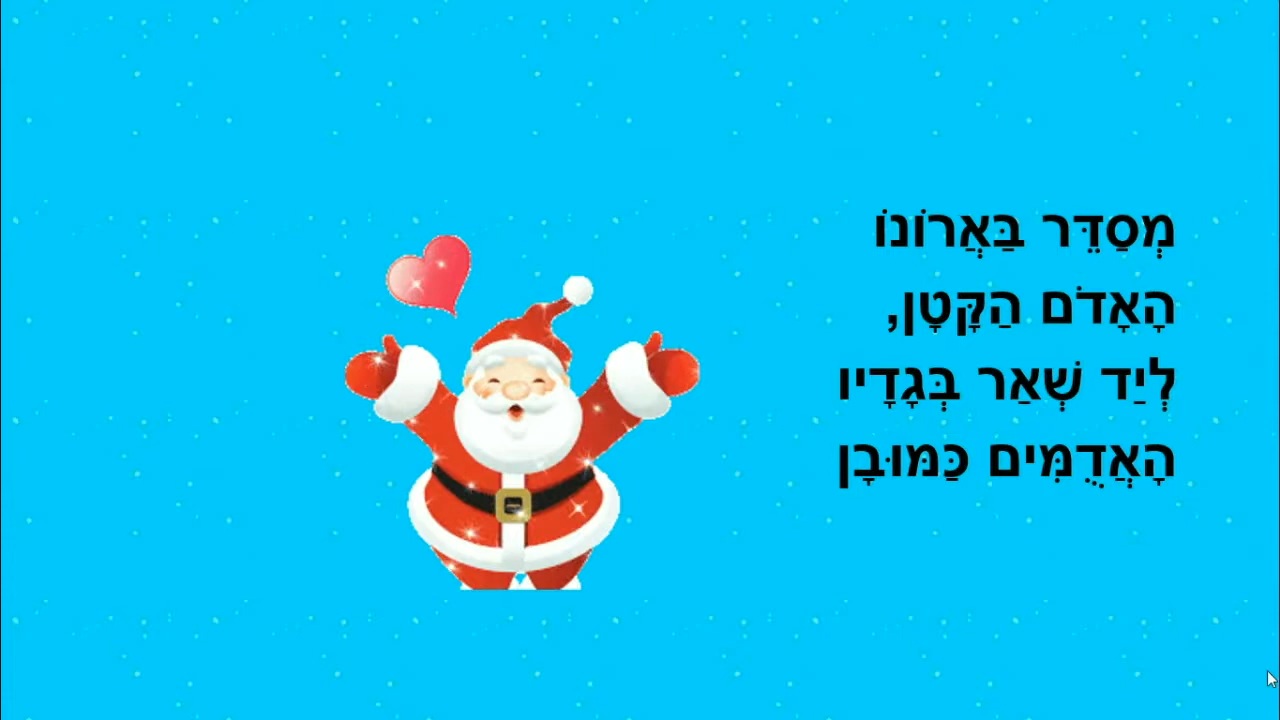 מְסַדֵּר בַּאֲרוֹנוֹ
הָאָדֹם הַקָּטָן,
לְיַד שְׁאַר בְּגָדָיו
הָאֲדֻמִּים כַּמּוּבָן